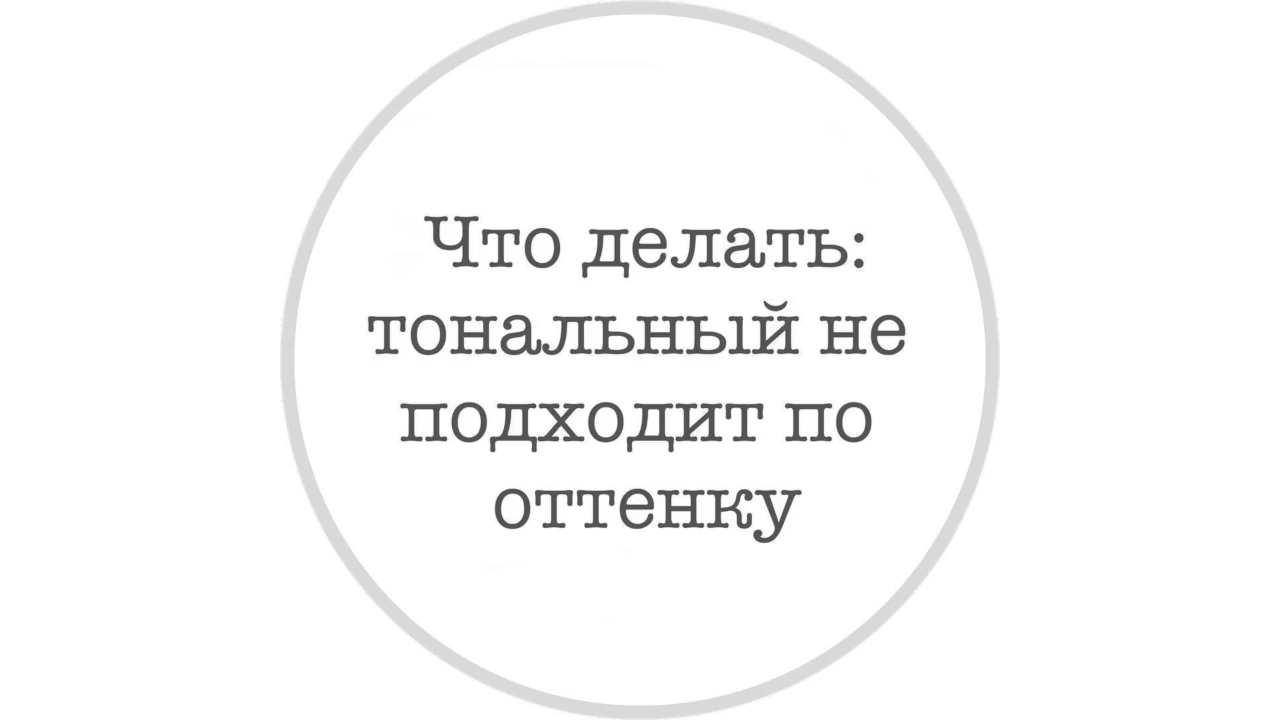 Что делать:
тональный не
подходит по
оттенку